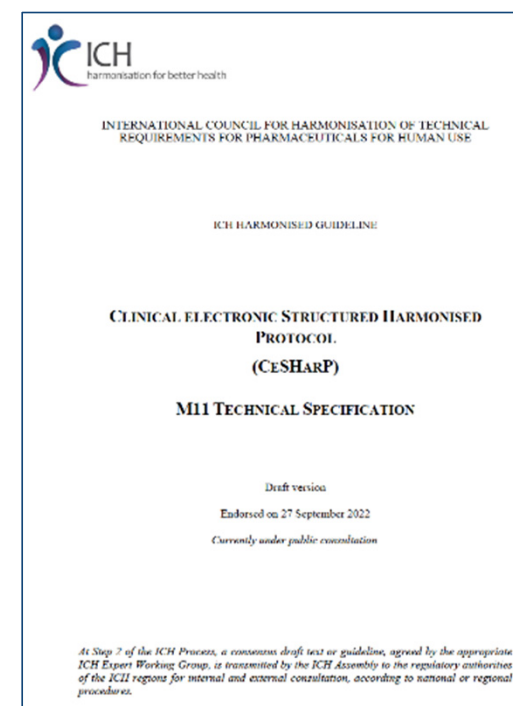 ICH
harmonisation for better health
INTERNATIONAL COUNCIL FOR HARMONISATION OF TECHNICAL
REQUIREMENTS FOR PHARMACEUTICALS FOR HUMAN USE
ICH HARMONISED GUIDELINE
CLINICAL ELECTRONIC STRUCTURED HARMONISED
PROTOCOL
(CESHARP)
M11 TECHNICAL SPECIFICATION
Draft version
Endorsed on 27 September 2022
Currently under public consultation
At Step 2 of the ICH Process, a consensus draft text or guideline, agreed by the appropriate
ICH Expert Working Group, is transmitted by the ICH Assembly to the regulatory authorities
of the ICH regions for internal and external consultation, according to national or regional
procedures.